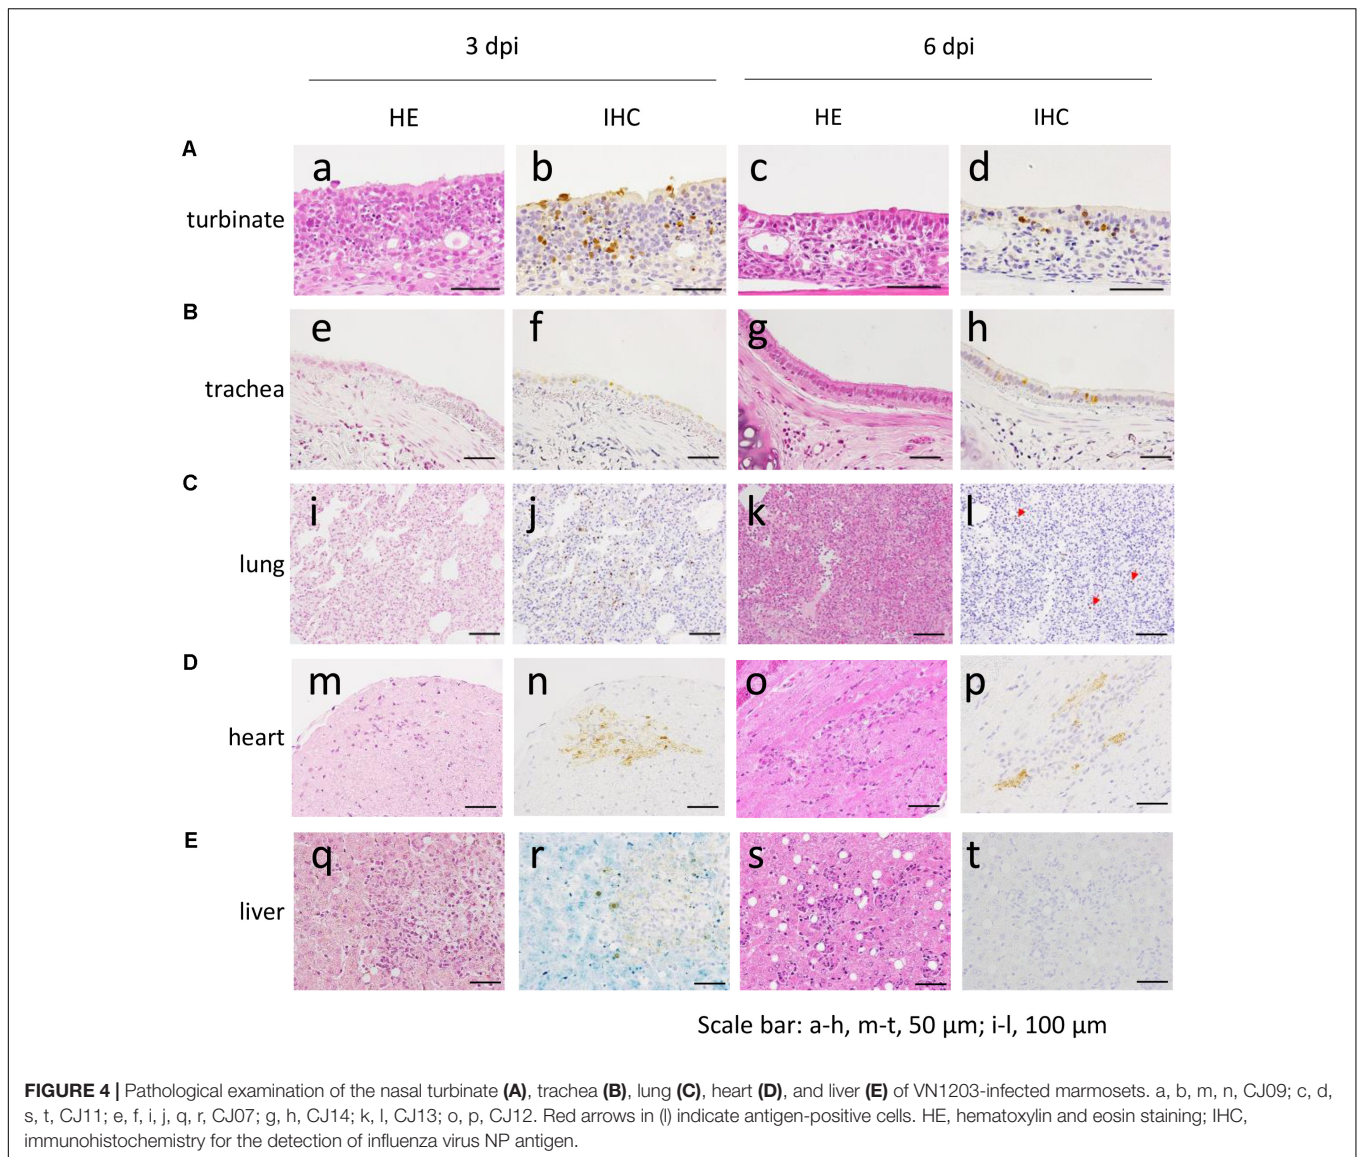 3 dpi
6 dpi
HE
IHC
HE
IHC
A
turbinate
a
b
c
d
B
trachea
e
f
g
h
C
lung
i
j
k
l
D
heart
m
n
o
p
E
liver
q
r
s
t
Scale bar: a-h, m-t, 50 μm; i-l, 100 μm
FIGURE 4 | Pathological examination of the nasal turbinate (A), trachea (B), lung (C), heart (D), and liver (E) of VN1203-infected marmosets. a, b, m, n, CJ09; c, d,
s, t, CJ11; e, f, i, j, q, r, CJ07; g, h, CJ14; k, l, CJ13; o, p, CJ12. Red arrows in (l) indicate antigen-positive cells. HE, hematoxylin and eosin staining; IHC,
immunohistochemistry for the detection of influenza virus NP antigen.